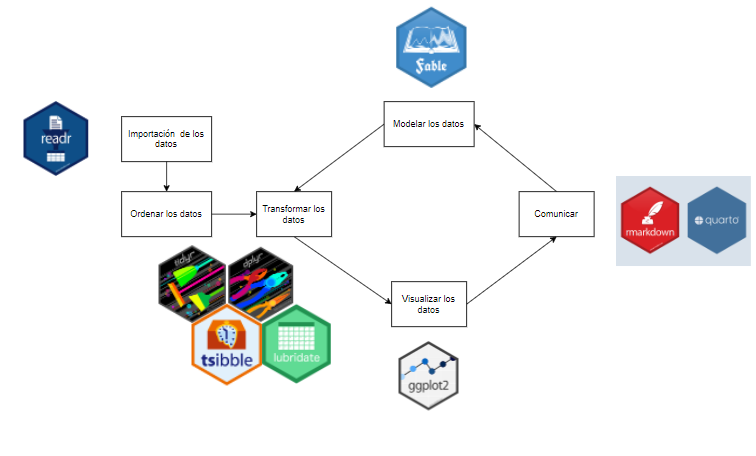 Fable
Modelar los datos
readr
Importación de los
datos
Ordenar los datos
Transformar los
datos
Comunicar
rmarkdown
quarto
tidyr
dplyr
Visualizar los
datos
tsibble
lubridate
ggplot2